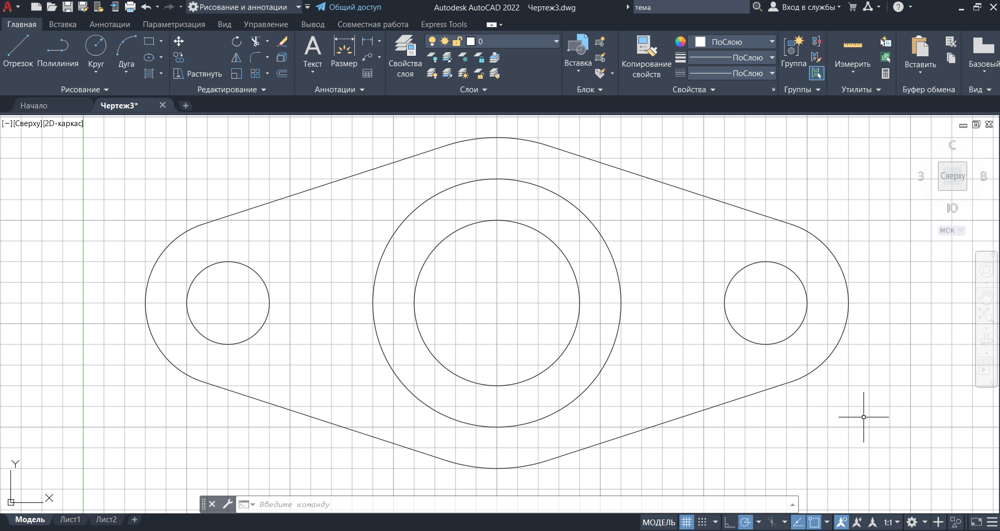 Рисование и аннотации
Общий доступ
Autodesk AutoCAD 2022 Чертеж3.dwg
тема
Вход в службы
Главная Вставка Аннотации Параметризация Вид Управление Вывод Совместная работа Express Tools
0
ПоСлою
ПоСлою
ПоСлою
Отрезок Полилиния Круг Дуга
Растянуть
Текст Размер
Свойства слоя
Вставка
Копирование свойств
Группа
Измерить
Вставить
Базовый
Рисование Редактирование Аннотации Слои Блок Свойства Группы Утилиты Буфер обмена Вид
Начало Чертеж3*
[−][Сверху][2D-каркас]
С
З Сверху В
Ю
МСК
Y
X
Введите команду
Модель Лист1 Лист2
МОДЕЛЬ 1:1